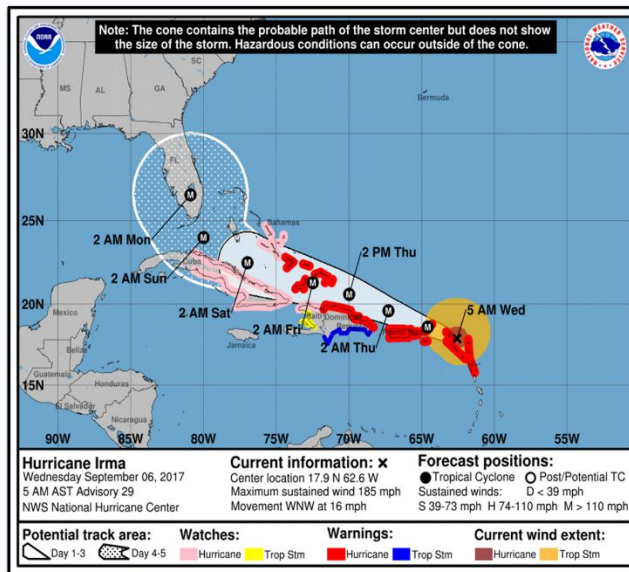 Note: The cone contains the probable path of the storm center but does not show
the size of the storm. Hazardous conditions can occur outside of the cone.
NOAA
NATIONAL WEATHER SERVICE
SC
MS
AL
GA
Bermuda
30N
FL
25N
2 AM Mon
Bahamas
2 PM Thu
2 AM Sun
Cuba
5 AM Wed
20N
Mexico
2 AM Sat
Haiti
2 AM Fri
Jamaica
2 AM Thu
Belize
15N
Guatemala
Honduras
El Salvador
Nicaragua
90W 85W 80W 75W 70W 65W 60W 55W
Hurricane Irma
Wednesday September 06, 2017
5 AM AST Advisory 29
NWS National Hurricane Center
Current information: x
Center location 17.9 N 62.6 W
Maximum sustained wind 185 mph
Movement WNW at 16 mph
Forecast positions:
Tropical Cyclone Post/Potential TC
Sustained winds: D < 39 mph
S 39-73 mph H 74-110 mph M > 110 mph
Potential track area:
Day 1-3 Day 4-5
Watches:
Hurricane Trop Stm
Warnings:
Hurricane Trop Stm
Current wind extent:
Hurricane Trop Stm